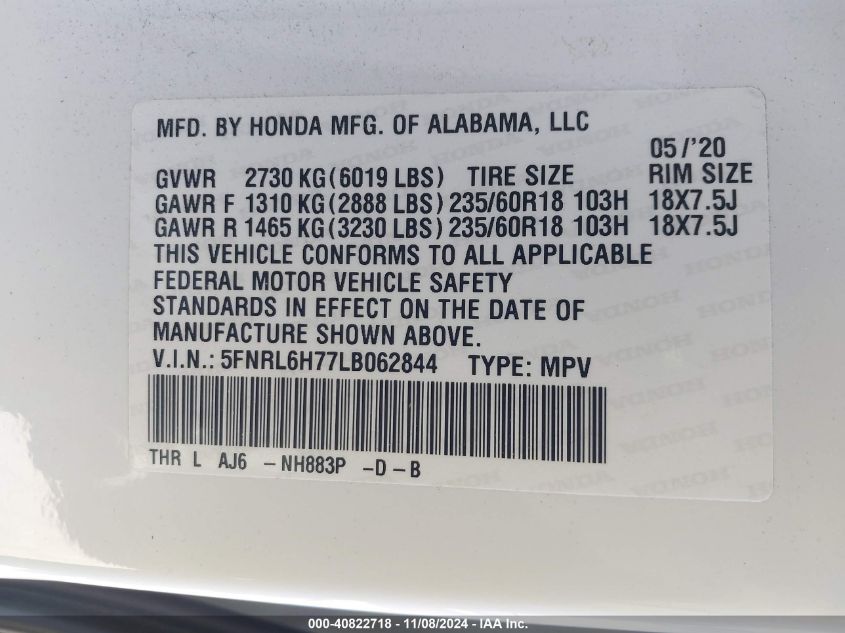 MFD. BY HONDA MFG. OF ALABAMA, LLC
05/'20
GVWR 2730 KG(6019 LBS) TIRE SIZE RIM SIZE
GAWR F 1310 KG(2888 LBS) 235/60R18 103H 18X7.5J
GAWR R 1465 KG(3230 LBS) 235/60R18 103H 18X7.5J
THIS VEHICLE CONFORMS TO ALL APPLICABLE
FEDERAL MOTOR VEHICLE SAFETY
STANDARDS IN EFFECT ON THE DATE OF
MANUFACTURE SHOWN ABOVE.
V.I.N.: 5FNRL6H77LB062844 TYPE: MPV
THR L AJ6 -NH883P -D-B
000-40822718 - 11/08/2024 - IAA Inc.